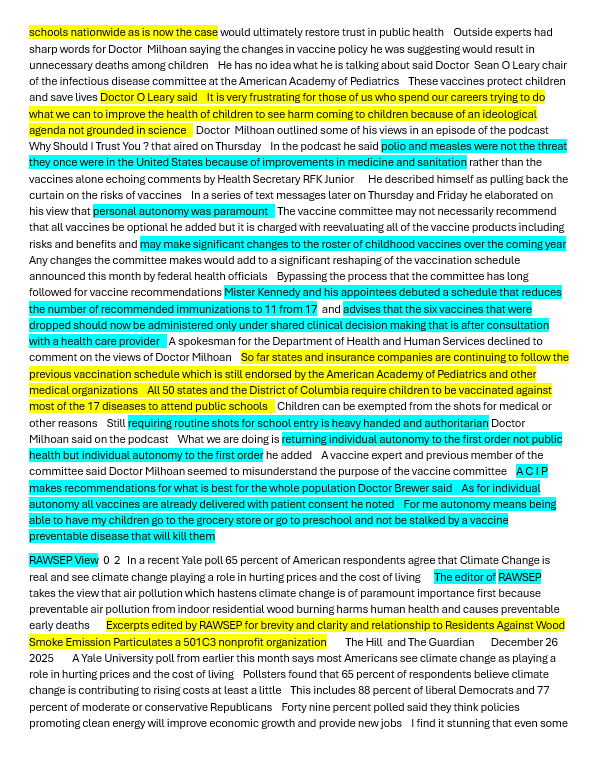 schools nationwide as is now the case would ultimately restore trust in public health    Outside experts had
sharp words for Doctor  Milhoan saying the changes in vaccine policy he was suggesting would result in
unnecessary deaths among children    He has no idea what he is talking about said Doctor  Sean O Leary chair
of the infectious disease committee at the American Academy of Pediatrics    These vaccines protect children
and save lives Doctor O Leary said    It is very frustrating for those of us who spend our careers trying to do
what we can to improve the health of children to see harm coming to children because of an ideological
agenda not grounded in science    Doctor  Milhoan outlined some of his views in an episode of the podcast
Why Should I Trust You ? that aired on Thursday    In the podcast he said polio and measles were not the threat
they once were in the United States because of improvements in medicine and sanitation rather than the
vaccines alone echoing comments by Health Secretary RFK Junior     He described himself as pulling back the
curtain on the risks of vaccines    In a series of text messages later on Thursday and Friday he elaborated on
his view that personal autonomy was paramount    The vaccine committee may not necessarily recommend
that all vaccines be optional he added but it is charged with reevaluating all of the vaccine products including
risks and benefits and may make significant changes to the roster of childhood vaccines over the coming year
Any changes the committee makes would add to a significant reshaping of the vaccination schedule
announced this month by federal health officials    Bypassing the process that the committee has long
followed for vaccine recommendations Mister Kennedy and his appointees debuted a schedule that reduces
the number of recommended immunizations to 11 from 17  and advises that the six vaccines that were
dropped should now be administered only under shared clinical decision making that is after consultation
with a health care provider    A spokesman for the Department of Health and Human Services declined to
comment on the views of Doctor Milhoan    So far states and insurance companies are continuing to follow the
previous vaccination schedule which is still endorsed by the American Academy of Pediatrics and other
medical organizations    All 50 states and the District of Columbia require children to be vaccinated against
most of the 17 diseases to attend public schools    Children can be exempted from the shots for medical or
other reasons    Still requiring routine shots for school entry is heavy handed and authoritarian Doctor
Milhoan said on the podcast    What we are doing is returning individual autonomy to the first order not public
health but individual autonomy to the first order he added    A vaccine expert and previous member of the
committee said Doctor Milhoan seemed to misunderstand the purpose of the vaccine committee    A C I P
makes recommendations for what is best for the whole population Doctor Brewer said    As for individual
autonomy all vaccines are already delivered with patient consent he noted    For me autonomy means being
able to have my children go to the grocery store or go to preschool and not be stalked by a vaccine
preventable disease that will kill them
RAWSEP View  0 2  In a recent Yale poll 65 percent of American respondents agree that Climate Change is
real and see climate change playing a role in hurting prices and the cost of living     The editor of RAWSEP
takes the view that air pollution which hastens climate change is of paramount importance first because
preventable air pollution from indoor residential wood burning harms human health and causes preventable
early deaths     Excerpts edited by RAWSEP for brevity and clarity and relationship to Residents Against Wood
Smoke Emission Particulates a 501C3 nonprofit organization      The Hill  and The Guardian     December 26
2025      A Yale University poll from earlier this month says most Americans see climate change as playing a
role in hurting prices and the cost of living    Pollsters found that 65 percent of respondents believe climate
change is contributing to rising costs at least a little    This includes 88 percent of liberal Democrats and 77
percent of moderate or conservative Republicans    Forty nine percent polled said they think policies
promoting clean energy will improve economic growth and provide new jobs    I find it stunning that even some